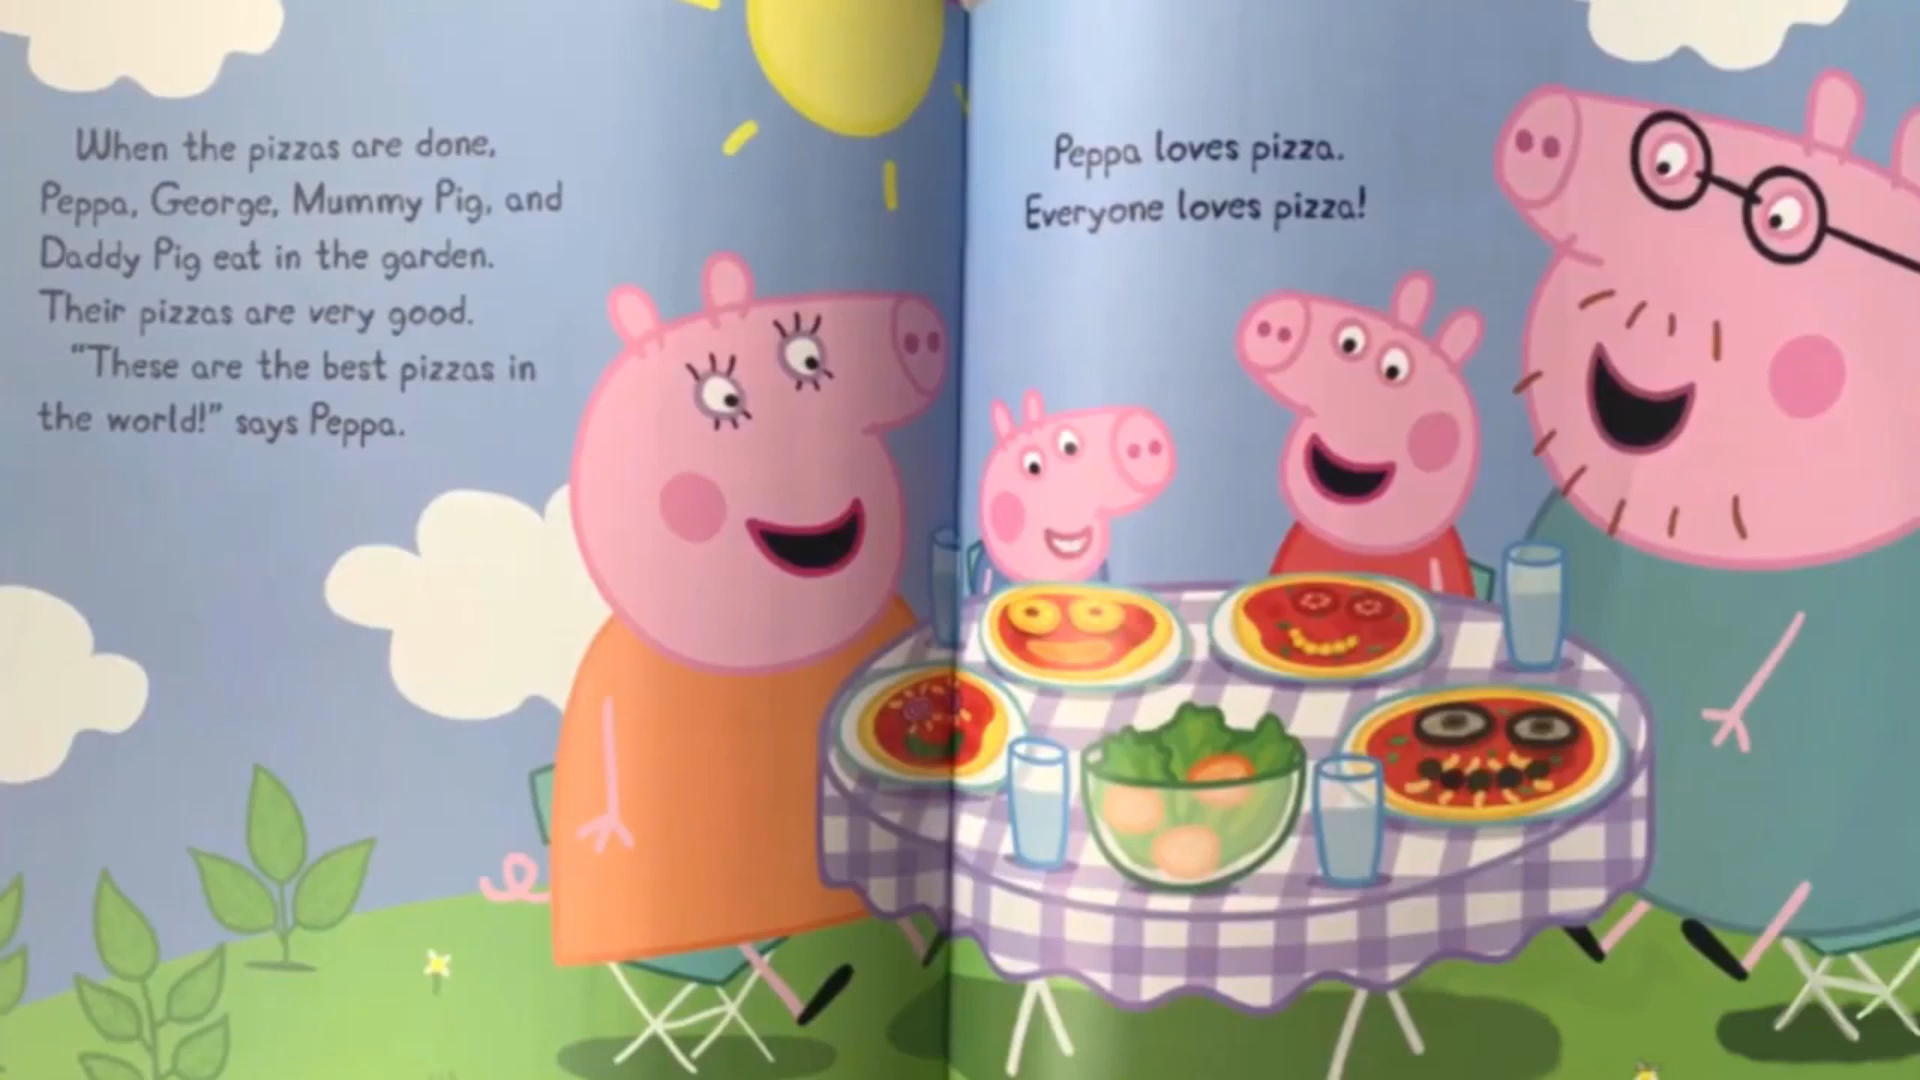 When the pizzas are done,
Peppa, George, Mummy Pig, and
Daddy Pig eat in the garden.
Their pizzas are very good.
“These are the best pizzas in
the world!” says Peppa.
Peppa loves pizza.
Everyone loves pizza!